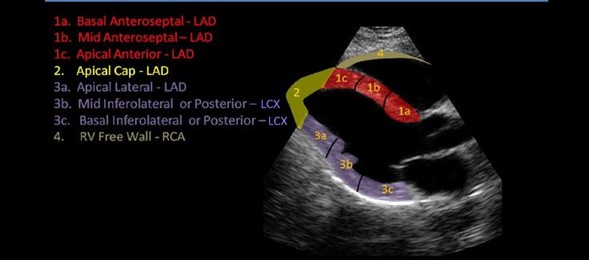 1a. Basal Anteroseptal - LAD
1b. Mid Anteroseptal – LAD
1c. Apical Anterior - LAD
2. Apical Cap - LAD
3a. Apical Lateral - LAD
3b. Mid Inferolateral or Posterior – LCX
3c. Basal Inferolateral or Posterior – LCX
4. RV Free Wall - RCA
4
1c
1b
2
1a
3a
3b
3c